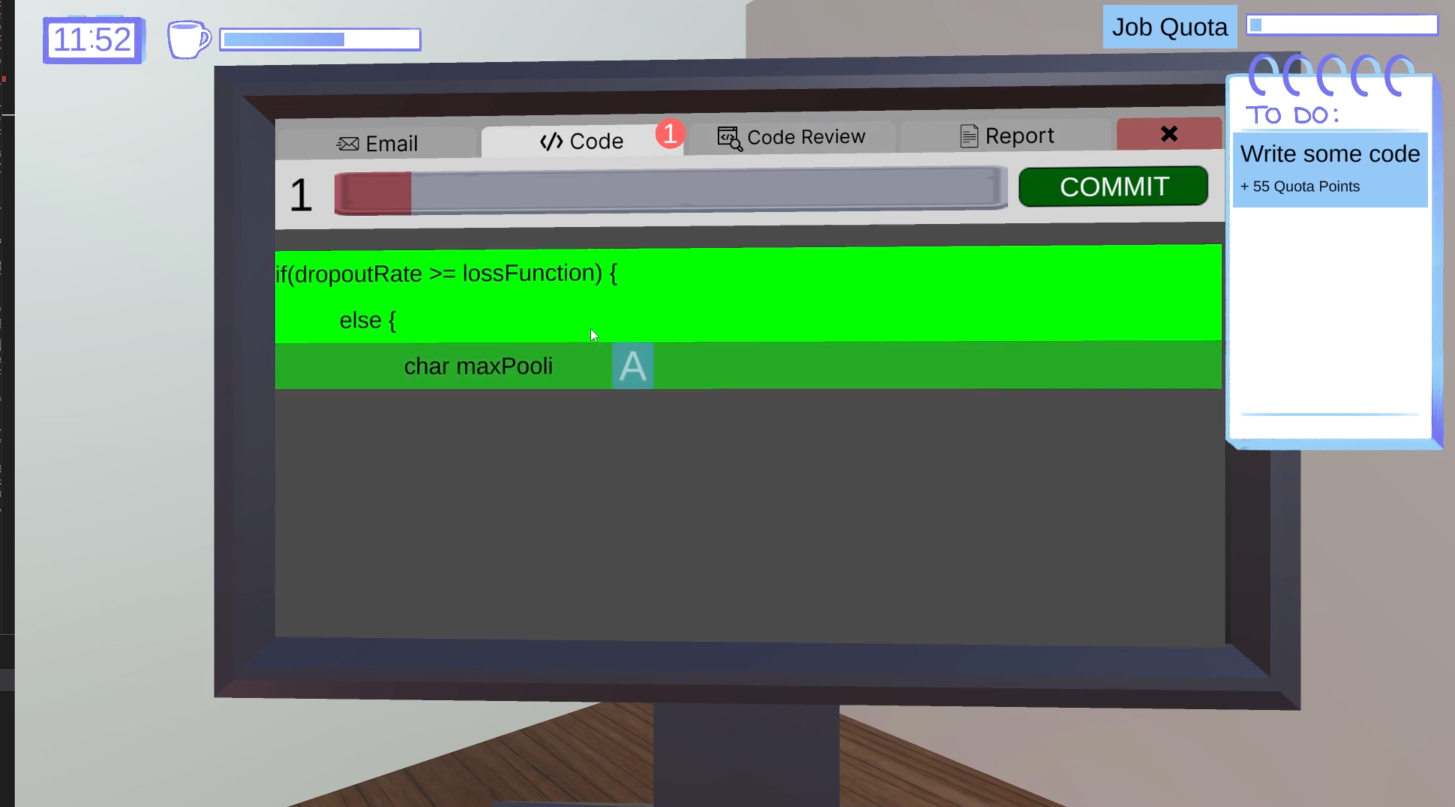 11:52
Job Quota
TO DO:
Write some code
+ 55 Quota Points
Email
</> Code
1
Code Review
Report
×
1
COMMIT
if(dropoutRate >= lossFunction) {
else {
char maxPooli
A